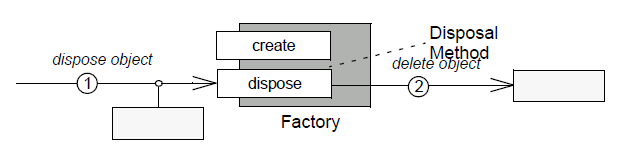 create
Disposal
Method
dispose object
delete object
1
dispose
2
Factory